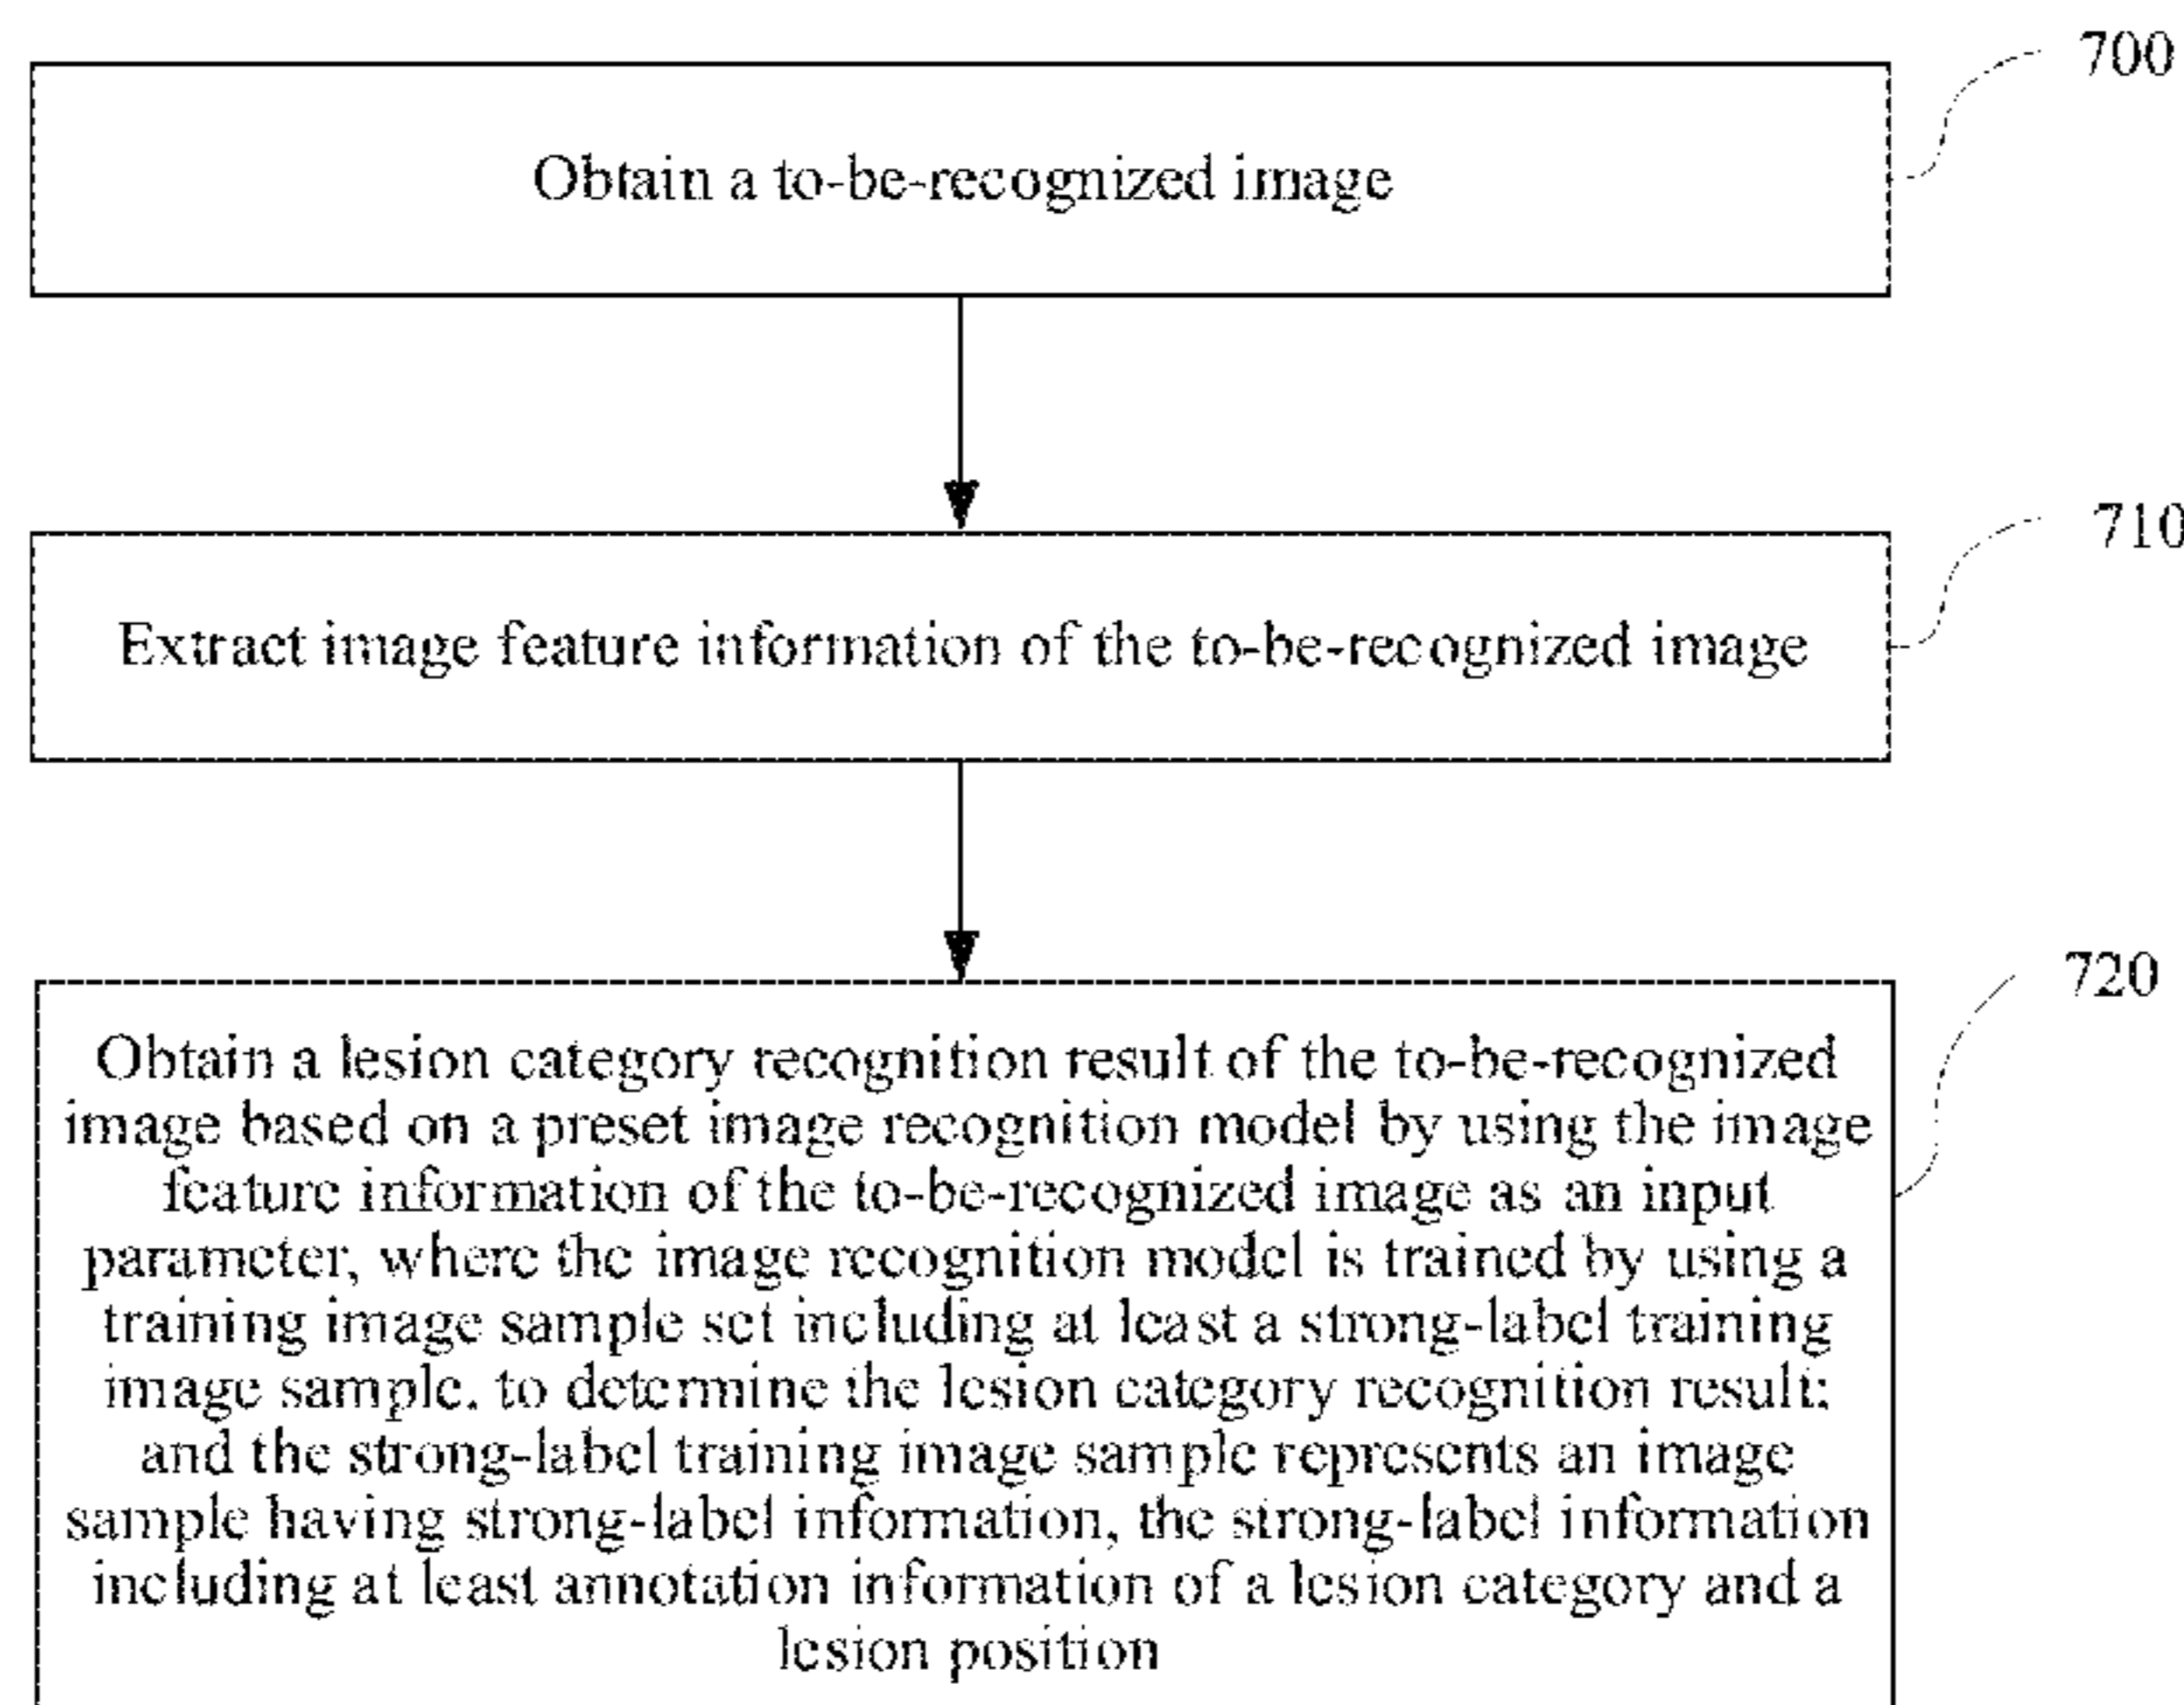 700
Obtain a to-be-recognized image
710
Extract image feature information of the to-be-recognized image
720
Obtain a lesion category recognition result of the to-be-recognized
image based on a preset image recognition model by using the image
feature information of the to-be-recognized image as an input
parameter, where the image recognition model is trained by using a
training image sample set including at least a strong-label training
image sample, to determine the lesion category recognition result;
and the strong-label training image sample represents an image
sample having strong-label information, the strong-label information
including at least annotation information of a lesion category and a
lesion position